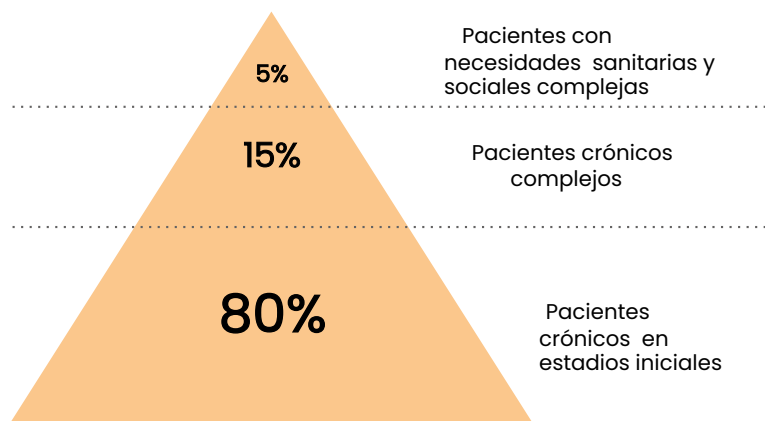 5%
Pacientes con
necesidades sanitarias y
sociales complejas
15%
Pacientes crónicos
complejos
80%
Pacientes
crónicos en
estadios iniciales